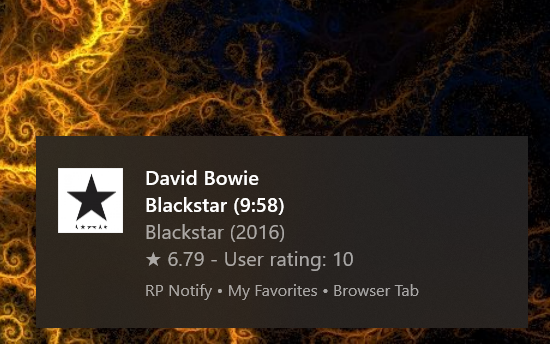 David Bowie
Blackstar (9:58)
Blackstar (2016)
★ 6.79 - User rating: 10
RP Notify • My Favorites • Browser Tab